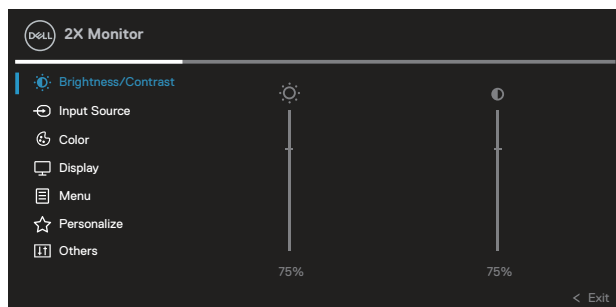 DELL 2X Monitor
Brightness/Contrast
Input Source
Color
Display
Menu
Personalize
Others
75% 75%
< Exit